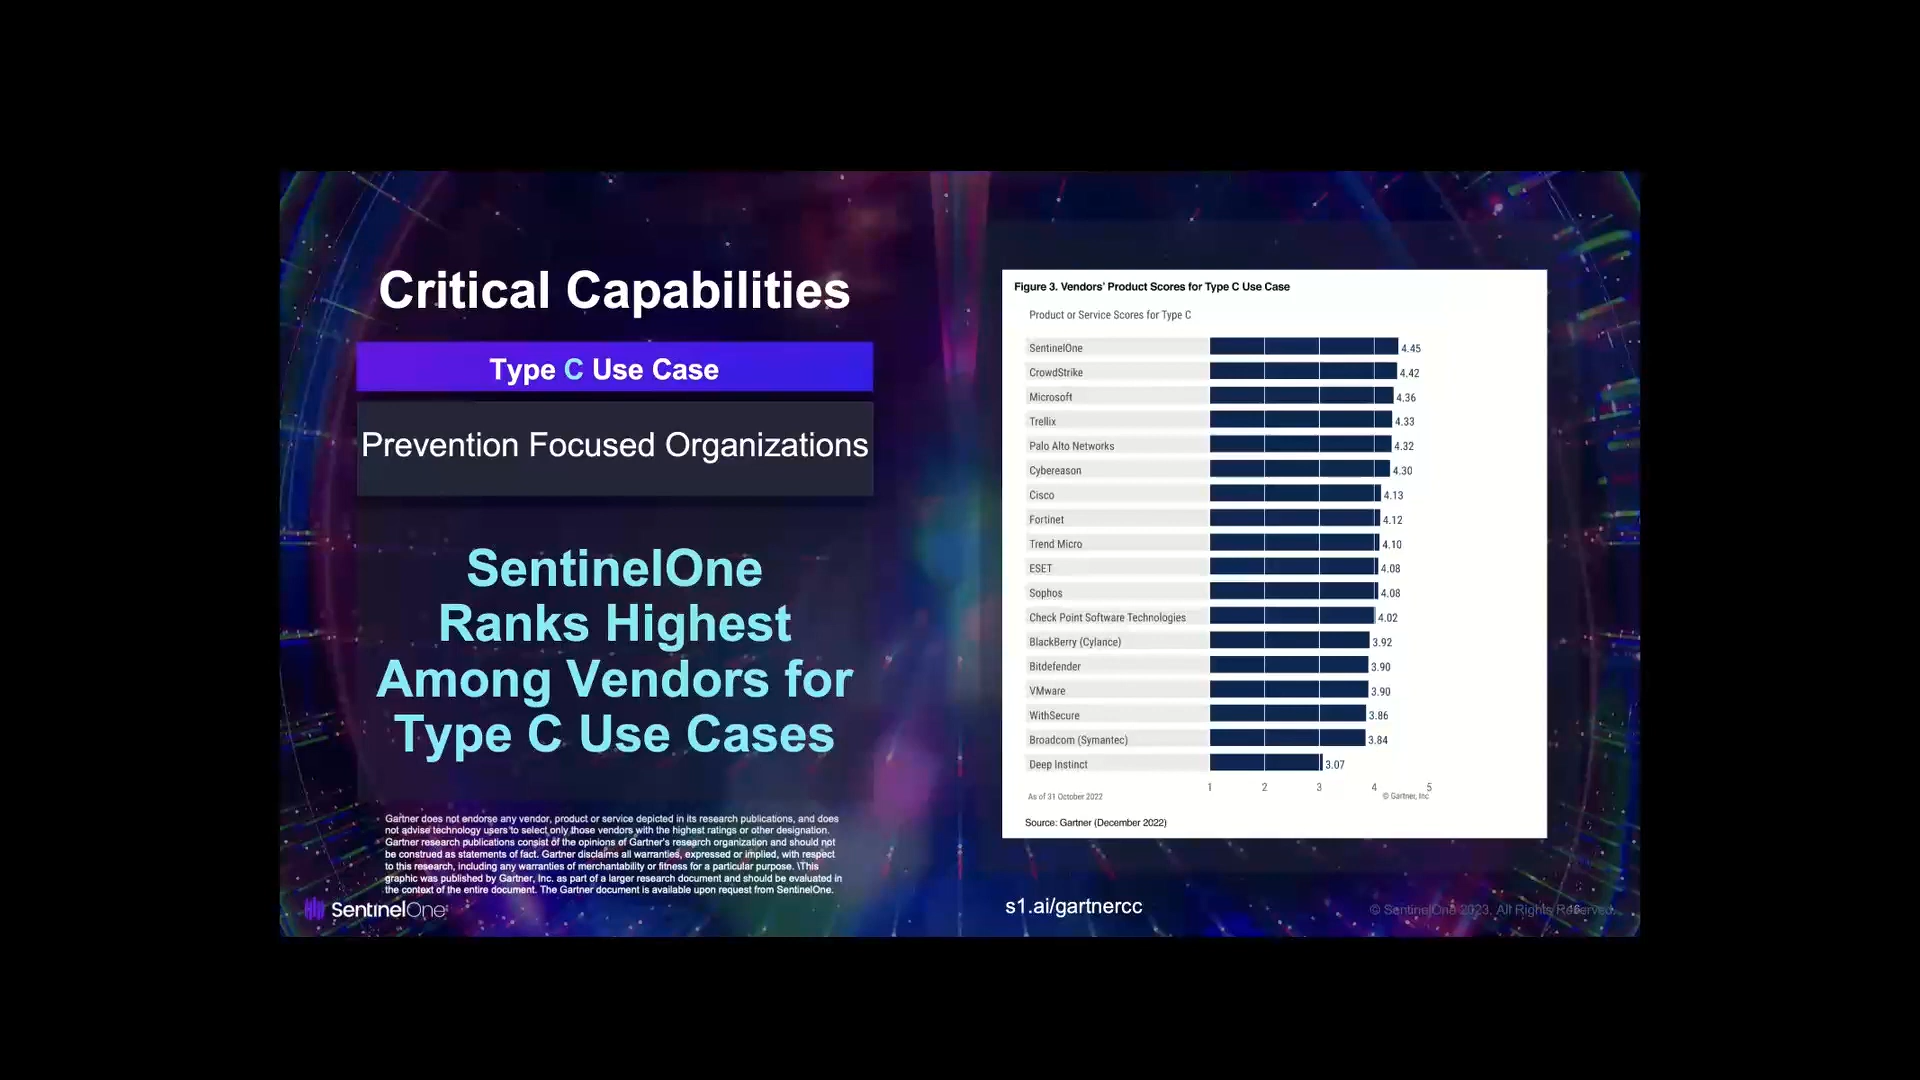 Critical Capabilities
Type C Use Case
Prevention Focused Organizations
SentinelOne
Ranks Highest
Among Vendors for
Type C Use Cases
Gartner does not endorse any vendor, product or service depicted in its research publications, and does
not advise technology users to select only those vendors with the highest ratings or other designation.
Gartner research publications consist of the opinions of Gartner's research organization and should not
be construed as statements of fact. Gartner disclaims all warranties, expressed or implied, with respect
to this research, including any warranties of merchantability or fitness for a particular purpose. \This
graphic was published by Gartner, Inc. as part of a larger research document and should be evaluated in
the context of the entire document. The Gartner document is available upon request from SentinelOne.
SentinelOne
Figure 3. Vendors' Product Scores for Type C Use Case
Product or Service Scores for Type C
SentinelOne 4.45
CrowdStrike 4.42
Microsoft 4.36
Trellix 4.33
Palo Alto Networks 4.32
Cybereason 4.30
Cisco 4.13
Fortinet 4.12
Trend Micro 4.10
ESET 4.08
Sophos 4.08
Check Point Software Technologies 4.02
BlackBerry (Cylance) 3.92
Bitdefender 3.90
VMware 3.90
WithSecure 3.86
Broadcom (Symantec) 3.84
Deep Instinct 3.07
1 2 3 4 5
As of 31 October 2022 © Gartner, Inc
Source: Gartner (December 2022)
s1.ai/gartnercc
© SentinelOne 2023. All Rights Reserved.
46